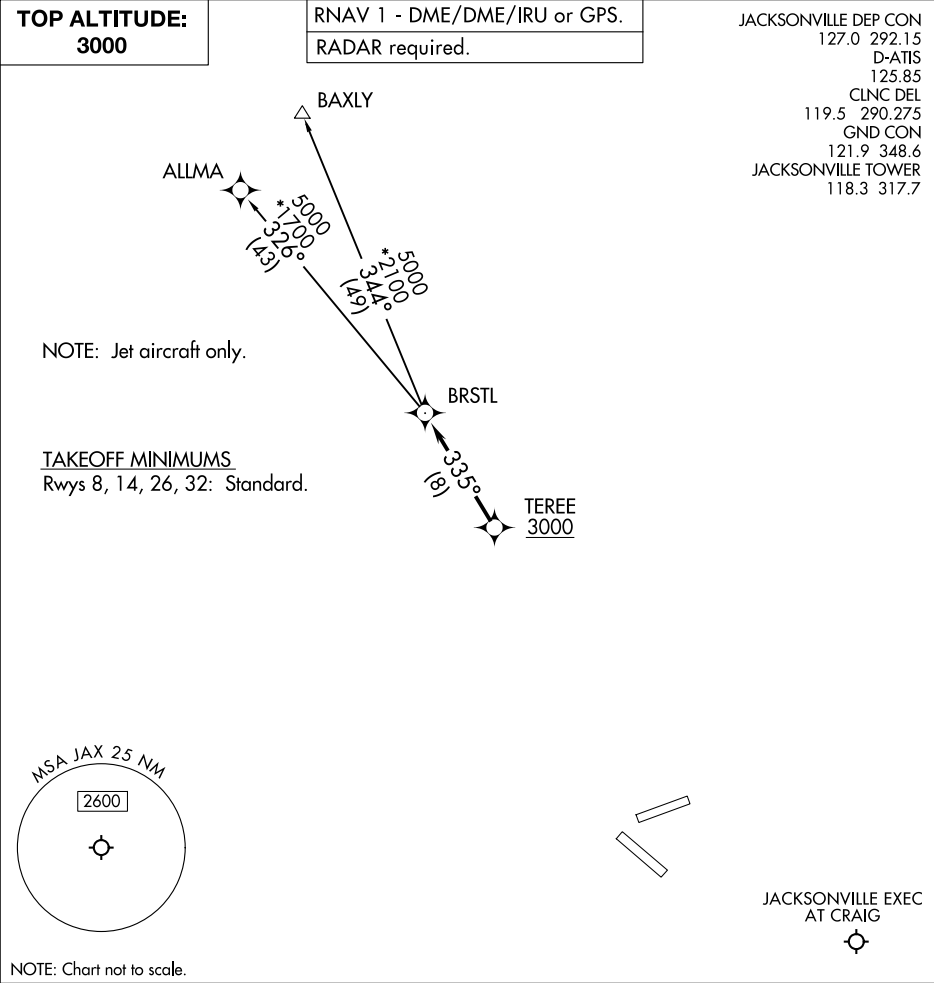 TOP ALTITUDE:
3000
RNAV 1 - DME/DME/IRU or GPS.
RADAR required.
JACKSONVILLE DEP CON
127.0 292.15
D-ATIS
125.85
CLNC DEL
119.5 290.275
GND CON
121.9 348.6
JACKSONVILLE TOWER
118.3 317.7
BAXLY
ALLMA
5000
*1700
326°
(43)
5000
*2100
344°
(49)
NOTE: Jet aircraft only.
BRSTL
TAKEOFF MINIMUMS
Rwys 8, 14, 26, 32: Standard.
335°
(8)
TEREE
3000
MSA JAX 25 NM
2600
JACKSONVILLE EXEC
AT CRAIG
NOTE: Chart not to scale.